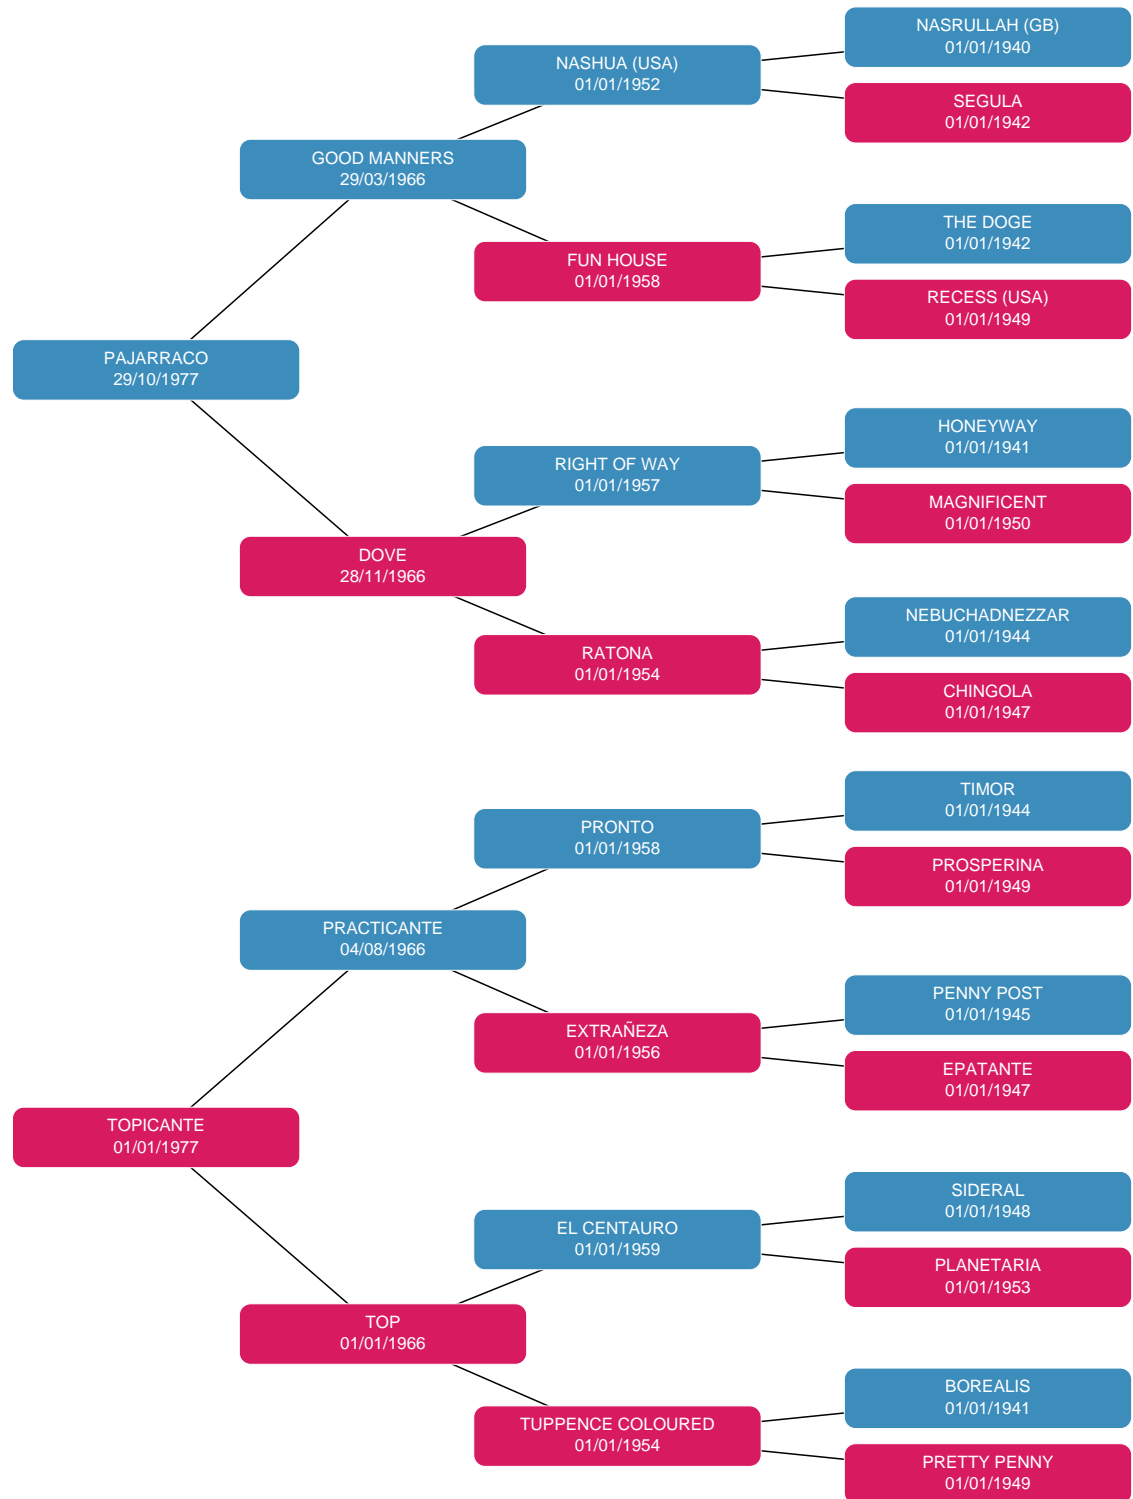 NASRULLAH (GB)
01/01/1940
NASHUA (USA)
01/01/1952
SEGULA
01/01/1942
GOOD MANNERS
29/03/1966
THE DOGE
01/01/1942
FUN HOUSE
01/01/1958
RECESS (USA)
01/01/1949
PAJARRACO
29/10/1977
HONEYWAY
01/01/1941
RIGHT OF WAY
01/01/1957
MAGNIFICENT
01/01/1950
DOVE
28/11/1966
NEBUCHADNEZZAR
01/01/1944
RATONA
01/01/1954
CHINGOLA
01/01/1947
TIMOR
01/01/1944
PRONTO
01/01/1958
PROSPERINA
01/01/1949
PRACTICANTE
04/08/1966
PENNY POST
01/01/1945
EXTRAÑEZA
01/01/1956
EPATANTE
01/01/1947
TOPICANTE
01/01/1977
SIDERAL
01/01/1948
EL CENTAURO
01/01/1959
PLANETARIA
01/01/1953
TOP
01/01/1966
BOREALIS
01/01/1941
TUPPENCE COLOURED
01/01/1954
PRETTY PENNY
01/01/1949